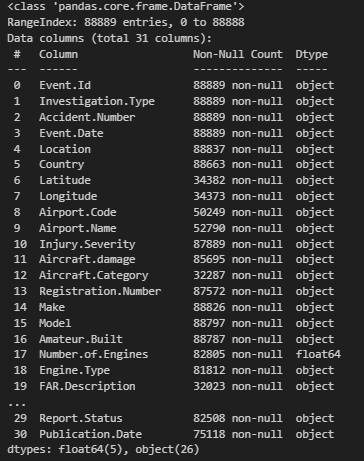 <class 'pandas.core.frame.DataFrame'>
RangeIndex: 88889 entries, 0 to 88888
Data columns (total 31 columns):
 #   Column                  Non-Null Count  Dtype
---  ------                  --------------  -----
 0   Event.Id                88889 non-null  object
 1   Investigation.Type      88889 non-null  object
 2   Accident.Number         88889 non-null  object
 3   Event.Date              88889 non-null  object
 4   Location                88837 non-null  object
 5   Country                 88663 non-null  object
 6   Latitude                34382 non-null  object
 7   Longitude               34373 non-null  object
 8   Airport.Code            50249 non-null  object
 9   Airport.Name            52790 non-null  object
 10  Injury.Severity         87889 non-null  object
 11  Aircraft.damage         85695 non-null  object
 12  Aircraft.Category       32287 non-null  object
 13  Registration.Number     87572 non-null  object
 14  Make                    88826 non-null  object
 15  Model                   88797 non-null  object
 16  Amateur.Built           88787 non-null  object
 17  Number.of.Engines       82805 non-null  float64
 18  Engine.Type             81812 non-null  object
 19  FAR.Description         32023 non-null  object
...
 29  Report.Status           82508 non-null  object
 30  Publication.Date        75118 non-null  object
dtypes: float64(5), object(26)